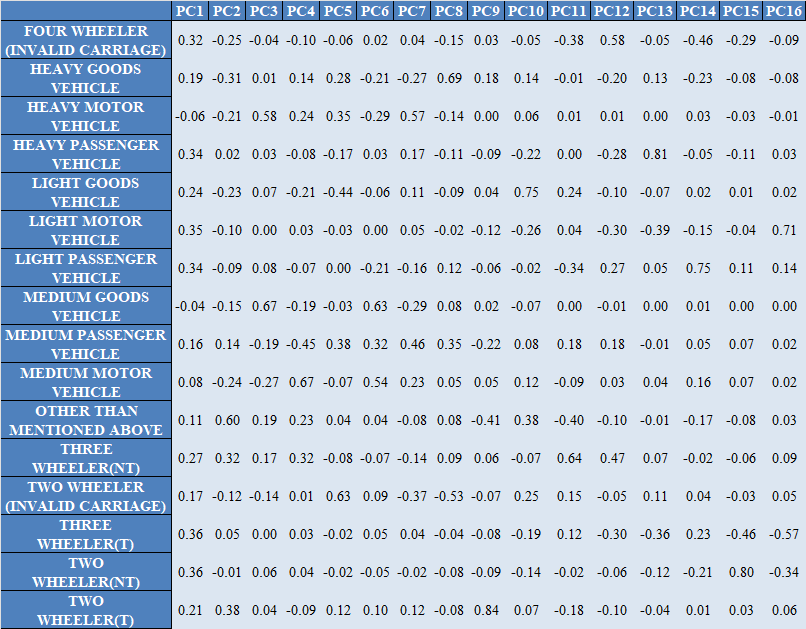 PC1 PC2 PC3 PC4 PC5 PC6 PC7 PC8 PC9 PC10 PC11 PC12 PC13 PC14 PC15 PC16
FOUR WHEELER
(INVALID CARRIAGE) 0.32 -0.25 -0.04 -0.10 -0.06 0.02 0.04 -0.15 0.03 -0.05 -0.38 0.58 -0.05 -0.46 -0.29 -0.09
HEAVY GOODS
VEHICLE 0.19 -0.31 0.01 0.14 0.28 -0.21 -0.27 0.69 0.18 0.14 -0.01 -0.20 0.13 -0.23 -0.08 -0.08
HEAVY MOTOR
VEHICLE -0.06 -0.21 0.58 0.24 0.35 -0.29 0.57 -0.14 0.00 0.06 0.01 0.01 0.00 0.03 -0.03 -0.01
HEAVY PASSENGER
VEHICLE 0.34 0.02 0.03 -0.08 -0.17 0.03 0.17 -0.11 -0.09 -0.22 0.00 -0.28 0.81 -0.05 -0.11 0.03
LIGHT GOODS
VEHICLE 0.24 -0.23 0.07 -0.21 -0.44 -0.06 0.11 -0.09 0.04 0.75 0.24 -0.10 -0.07 0.02 0.01 0.02
LIGHT MOTOR
VEHICLE 0.35 -0.10 0.00 0.03 -0.03 0.00 0.05 -0.02 -0.12 -0.26 0.04 -0.30 -0.39 -0.15 -0.04 0.71
LIGHT PASSENGER
VEHICLE 0.34 -0.09 0.08 -0.07 0.00 -0.21 -0.16 0.12 -0.06 -0.02 -0.34 0.27 0.05 0.75 0.11 0.14
MEDIUM GOODS
VEHICLE -0.04 -0.15 0.67 -0.19 -0.03 0.63 -0.29 0.08 0.02 -0.07 0.00 -0.01 0.00 0.01 0.00 0.00
MEDIUM PASSENGER
VEHICLE 0.16 0.14 -0.19 -0.45 0.38 0.32 0.46 0.35 -0.22 0.08 0.18 0.18 -0.01 0.05 0.07 0.02
MEDIUM MOTOR
VEHICLE 0.08 -0.24 -0.27 0.67 -0.07 0.54 0.23 0.05 0.05 0.12 -0.09 0.03 0.04 0.16 0.07 0.02
OTHER THAN
MENTIONED ABOVE 0.11 0.60 0.19 0.23 0.04 0.04 -0.08 0.08 -0.41 0.38 -0.40 -0.10 -0.01 -0.17 -0.08 0.03
THREE
WHEELER(NT) 0.27 0.32 0.17 0.32 -0.08 -0.07 -0.14 0.09 0.06 -0.07 0.64 0.47 0.07 -0.02 -0.06 0.09
TWO WHEELER
(INVALID CARRIAGE) 0.17 -0.12 -0.14 0.01 0.63 0.09 -0.37 -0.53 -0.07 0.25 0.15 -0.05 0.11 0.04 -0.03 0.05
THREE
WHEELER(T) 0.36 0.05 0.00 0.03 -0.02 0.05 0.04 -0.04 -0.08 -0.19 0.12 -0.30 -0.36 0.23 -0.46 -0.57
TWO
WHEELER(NT) 0.36 -0.01 0.06 0.04 -0.02 -0.05 -0.02 -0.08 -0.09 -0.14 -0.02 -0.06 -0.12 -0.21 0.80 -0.34
TWO
WHEELER(T) 0.21 0.38 0.04 -0.09 0.12 0.10 0.12 -0.08 0.84 0.07 -0.18 -0.10 -0.04 0.01 0.03 0.06